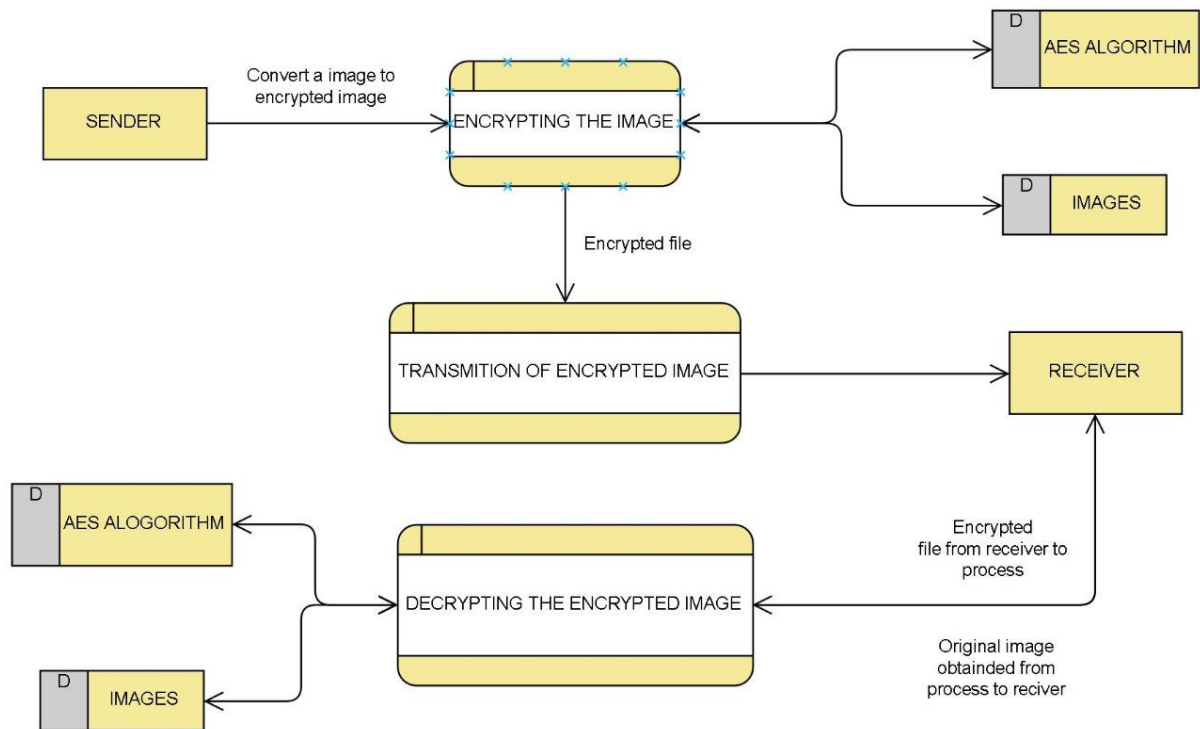 D
AES ALGORITHM
Convert a image to
encrypted image
SENDER
ENCRYPTING THE IMAGE
D
IMAGES
Encrypted file
TRANSMITION OF ENCRYPTED IMAGE
RECEIVER
D
AES ALOGORITHM
Encrypted
file from receiver to
process
DECRYPTING THE ENCRYPTED IMAGE
Original image
obtainded from
process to reciver
D
IMAGES